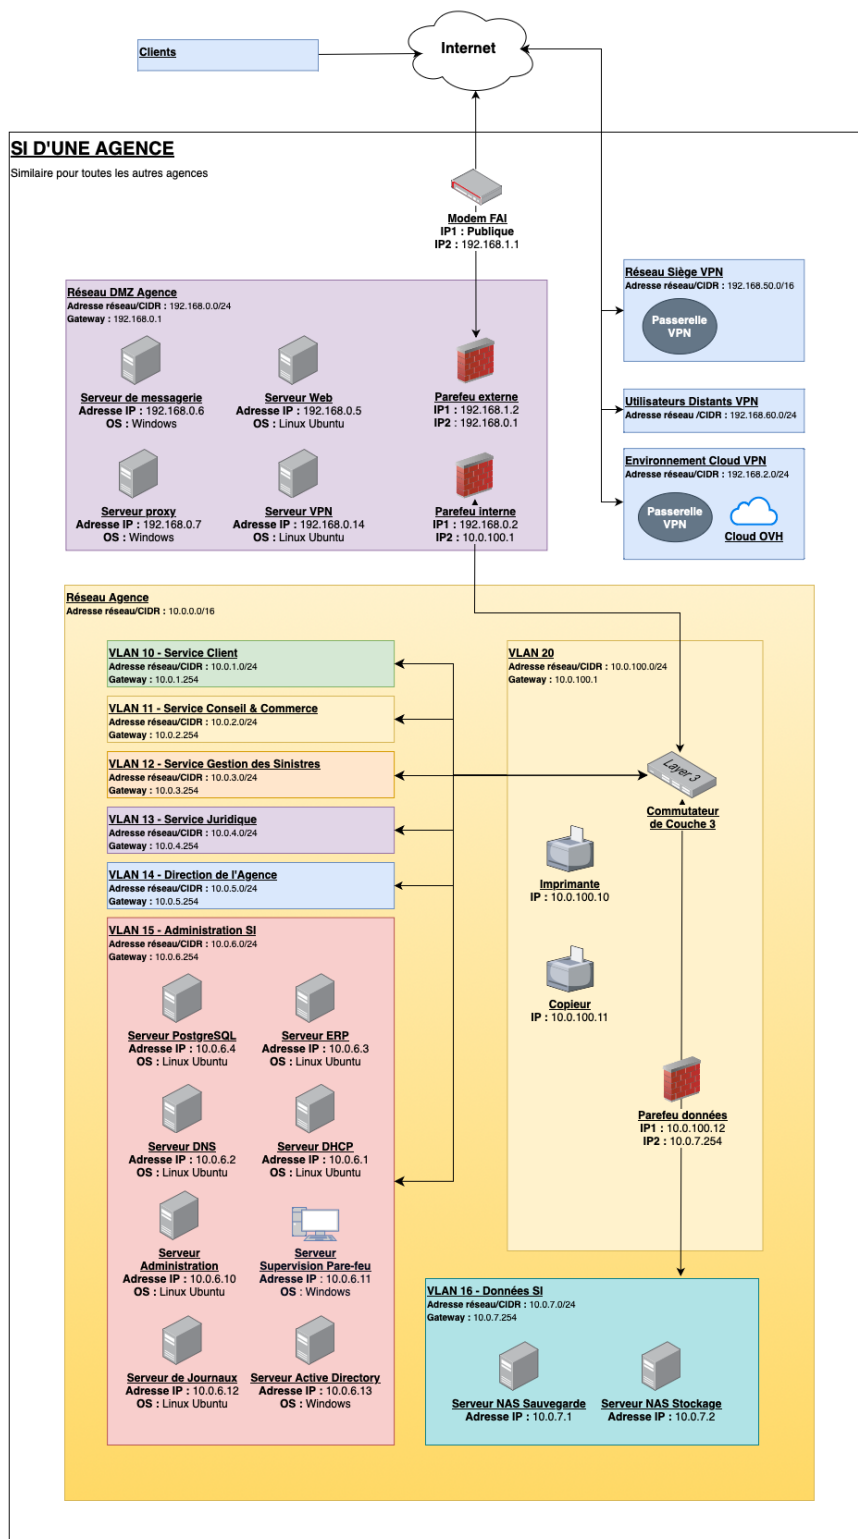 Clients
Internet
SI D'UNE AGENCE
Similaire pour toutes les autres agences
Modem FAI
IP1 : Publique
IP2 : 192.168.1.1
Réseau DMZ Agence
Adresse réseau/CIDR : 192.168.0.0/24
Gateway : 192.168.0.1
Serveur de messagerie
Adresse IP : 192.168.0.6
OS : Windows
Serveur Web
Adresse IP : 192.168.0.5
OS : Linux Ubuntu
Parefeu externe
IP1 : 192.168.1.2
IP2 : 192.168.0.1
Serveur proxy
Adresse IP : 192.168.0.7
OS : Windows
Serveur VPN
Adresse IP : 192.168.0.14
OS : Linux Ubuntu
Parefeu interne
IP1 : 192.168.0.2
IP2 : 10.0.100.1
Réseau Siège VPN
Adresse réseau/CIDR : 192.168.50.0/16
Passerelle
VPN
Utilisateurs Distants VPN
Adresse réseau /CIDR : 192.168.60.0/24
Environnement Cloud VPN
Adresse réseau/CIDR : 192.168.2.0/24
Passerelle
VPN
Cloud OVH
Réseau Agence
Adresse réseau/CIDR : 10.0.0.0/16
VLAN 10 - Service Client
Adresse réseau/CIDR : 10.0.1.0/24
Gateway : 10.0.1.254
VLAN 11 - Service Conseil & Commerce
Adresse réseau/CIDR : 10.0.2.0/24
Gateway : 10.0.2.254
VLAN 12 - Service Gestion des Sinistres
Adresse réseau/CIDR : 10.0.3.0/24
Gateway : 10.0.3.254
VLAN 13 - Service Juridique
Adresse réseau/CIDR : 10.0.4.0/24
Gateway : 10.0.4.254
VLAN 14 - Direction de l'Agence
Adresse réseau/CIDR : 10.0.5.0/24
Gateway : 10.0.5.254
VLAN 15 - Administration SI
Adresse réseau/CIDR : 10.0.6.0/24
Gateway : 10.0.6.254
Serveur PostgreSQL
Adresse IP : 10.0.6.4
OS : Linux Ubuntu
Serveur ERP
Adresse IP : 10.0.6.3
OS : Linux Ubuntu
Serveur DNS
Adresse IP : 10.0.6.2
OS : Linux Ubuntu
Serveur DHCP
Adresse IP : 10.0.6.1
OS : Linux Ubuntu
Serveur
Administration
Adresse IP : 10.0.6.10
OS : Linux Ubuntu
Serveur
Supervision Pare-feu
Adresse IP : 10.0.6.11
OS : Windows
Serveur de Journaux
Adresse IP : 10.0.6.12
OS : Linux Ubuntu
Serveur Active Directory
Adresse IP : 10.0.6.13
OS : Windows
VLAN 20
Adresse réseau/CIDR : 10.0.100.0/24
Gateway : 10.0.100.1
Layer 3
Commutateur
de Couche 3
Imprimante
IP : 10.0.100.10
Copieur
IP : 10.0.100.11
Parefeu données
IP1 : 10.0.100.12
IP2 : 10.0.7.254
VLAN 16 - Données SI
Adresse réseau/CIDR : 10.0.7.0/24
Gateway : 10.0.7.254
Serveur NAS Sauvegarde
Adresse IP : 10.0.7.1
Serveur NAS Stockage
Adresse IP : 10.0.7.2